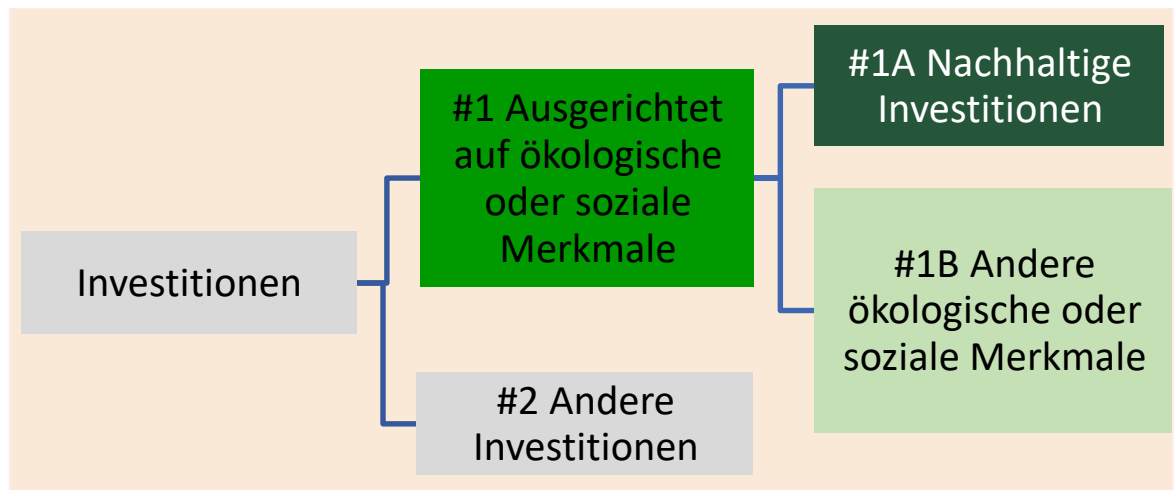 Investitionen
#1 Ausgerichtet
auf ökologische
oder soziale
Merkmale
#2 Andere
Investitionen
#1A Nachhaltige
Investitionen
#1B Andere
ökologische oder
soziale Merkmale